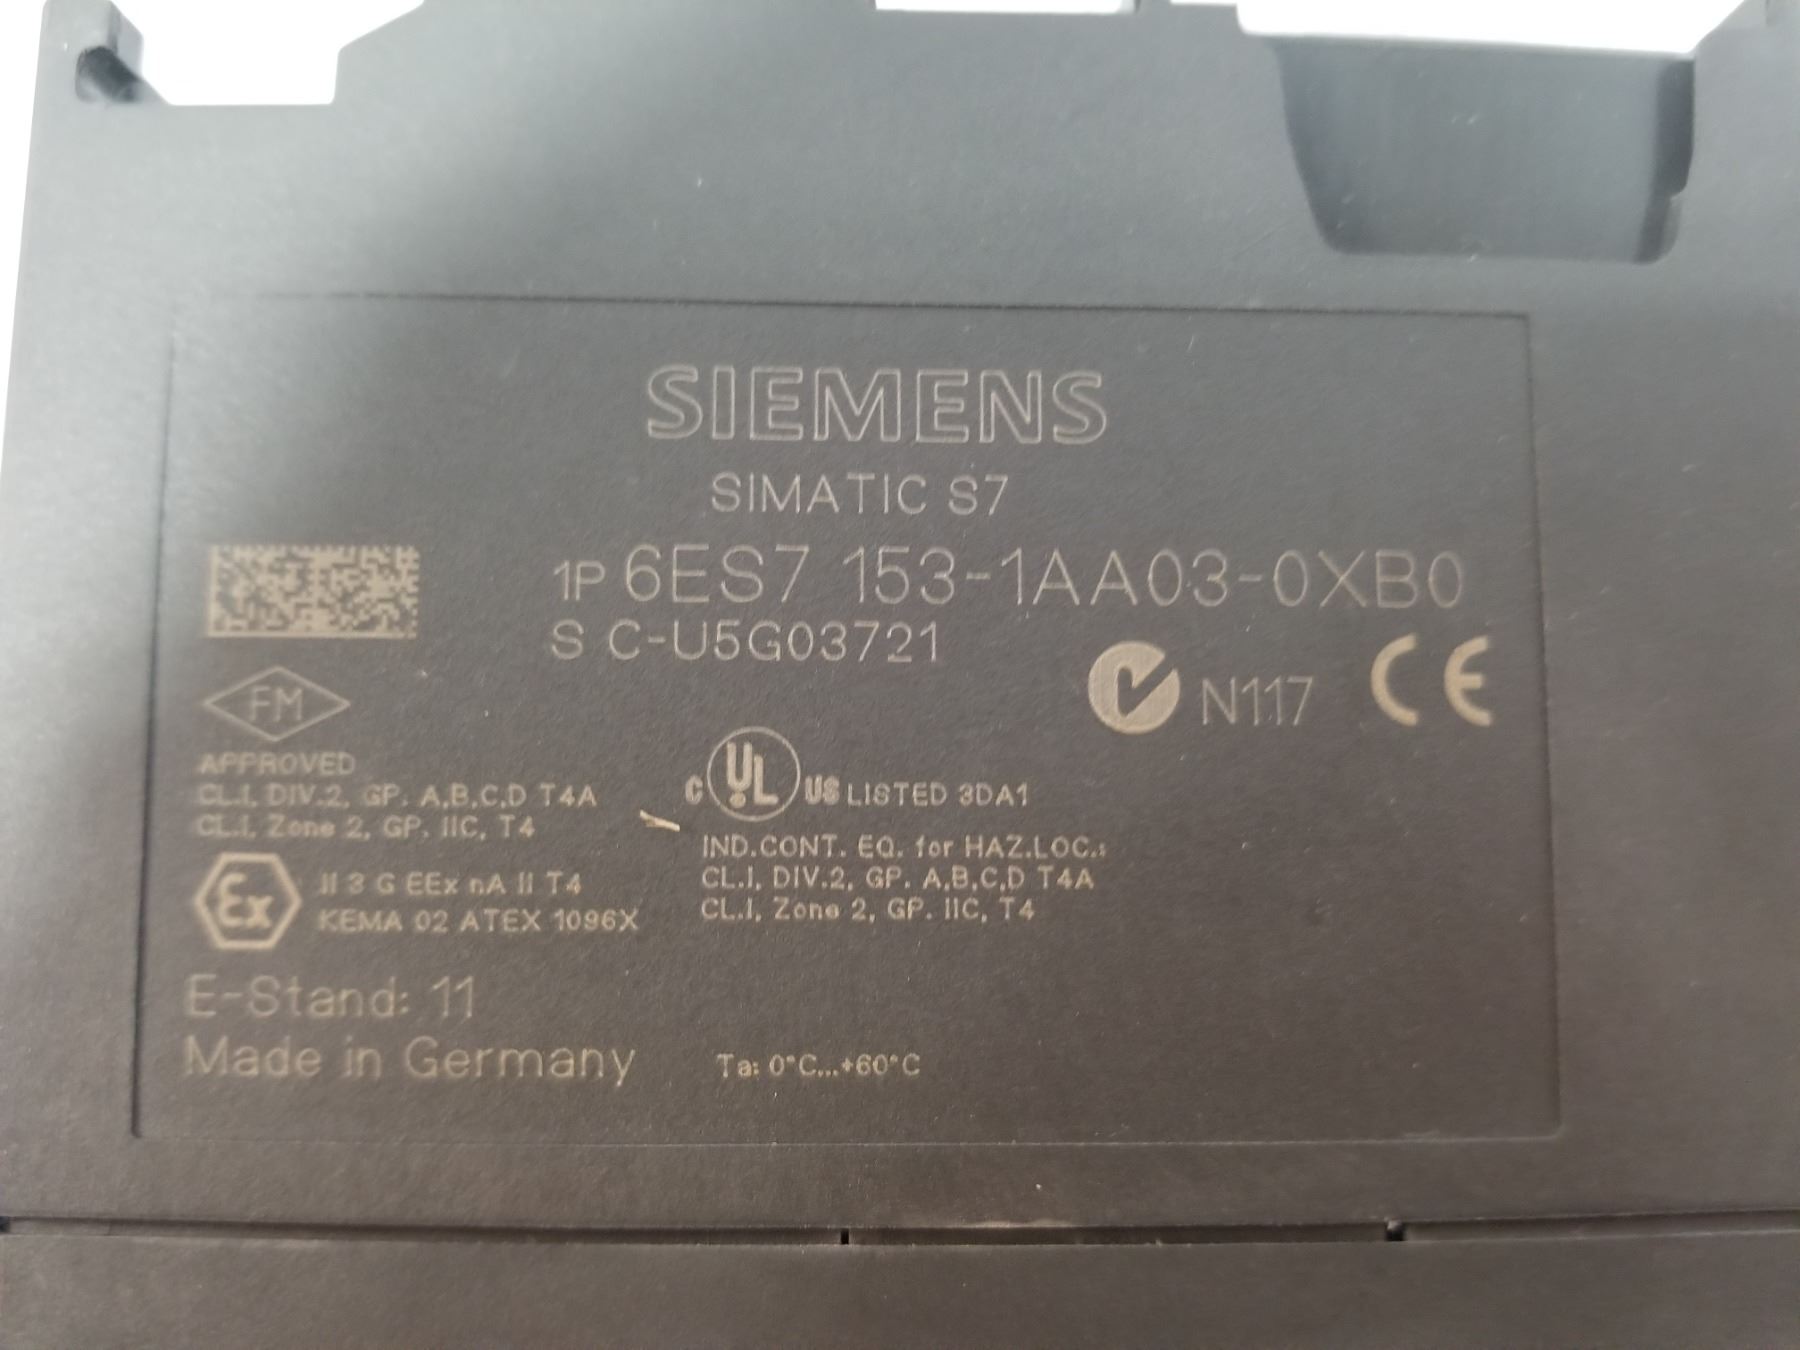 SIEMENS
SIMATIC S7
1P 6ES7 153-1AA03-0XB0
S C-U5G03721
N117 CE
FM
APPROVED
CL.I, DIV.2, GP. A,B,C,D T4A
CL.I, Zone 2, GP. IIC, T4
C UL US LISTED 3DA1
IND.CONT. EQ. for HAZ.LOC.:
CL.I, DIV.2, GP. A,B,C,D T4A
CL.I, Zone 2, GP. IIC, T4
Ex II 3 G EEx nA II T4
KEMA 02 ATEX 1096X
E-Stand: 11
Made in Germany
Ta: 0°C...+60°C